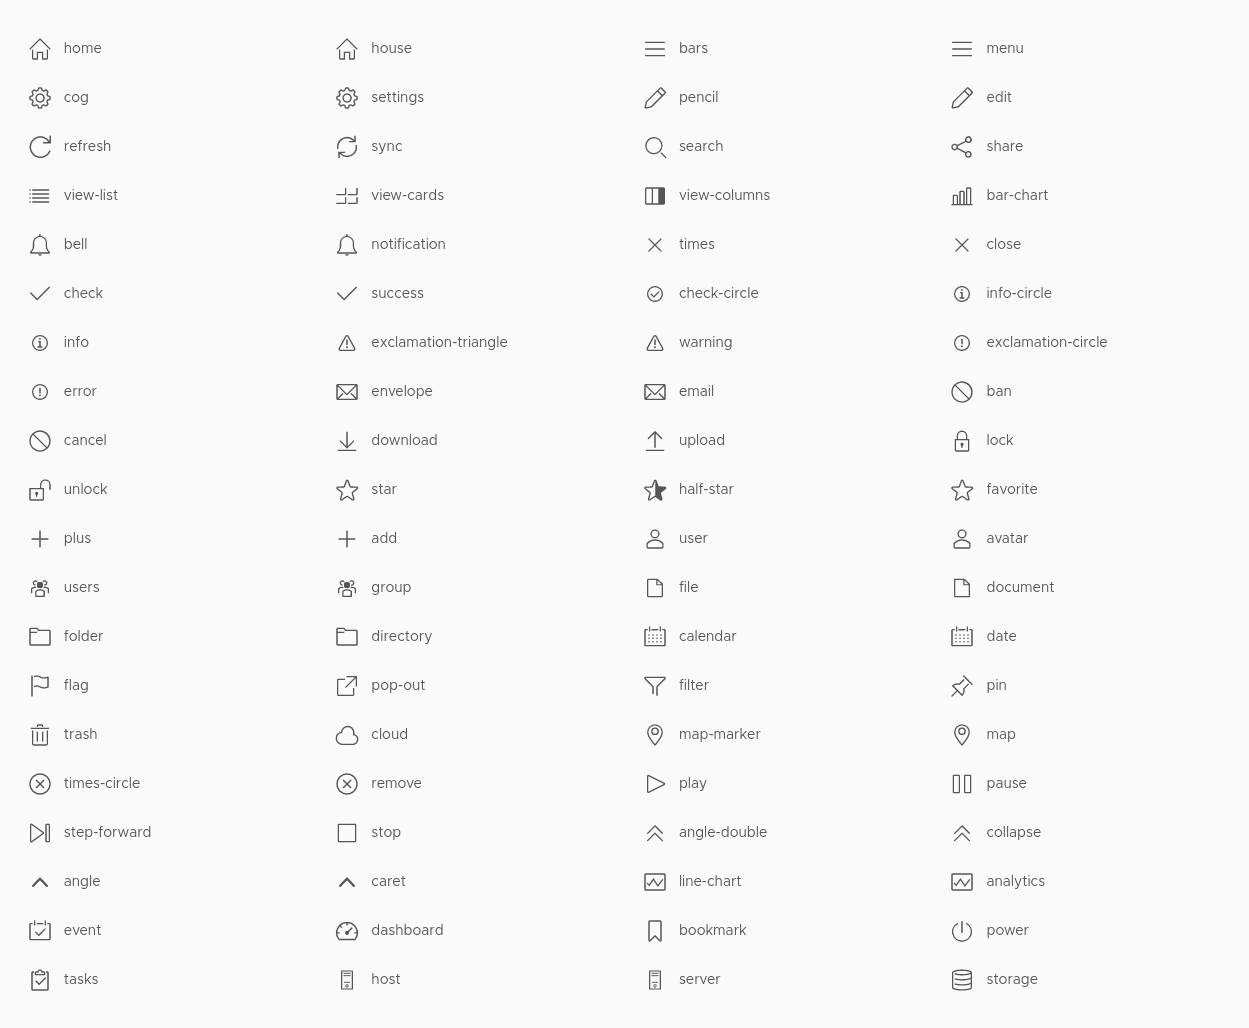 home house bars menu
cog settings pencil edit
refresh sync search share
view-list view-cards view-columns bar-chart
bell notification times close
check success check-circle info-circle
info exclamation-triangle warning exclamation-circle
error envelope email ban
cancel download upload lock
unlock star half-star favorite
plus add user avatar
users group file document
folder directory calendar date
flag pop-out filter pin
trash cloud map-marker map
times-circle remove play pause
step-forward stop angle-double collapse
angle caret line-chart analytics
event dashboard bookmark power
tasks host server storage